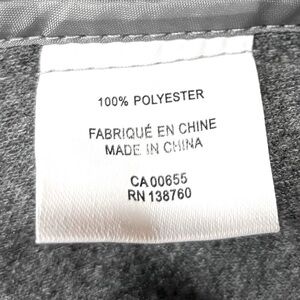 100% POLYESTER
FABRIQUÉ EN CHINE
MADE IN CHINA
CA 00655
RN 138760